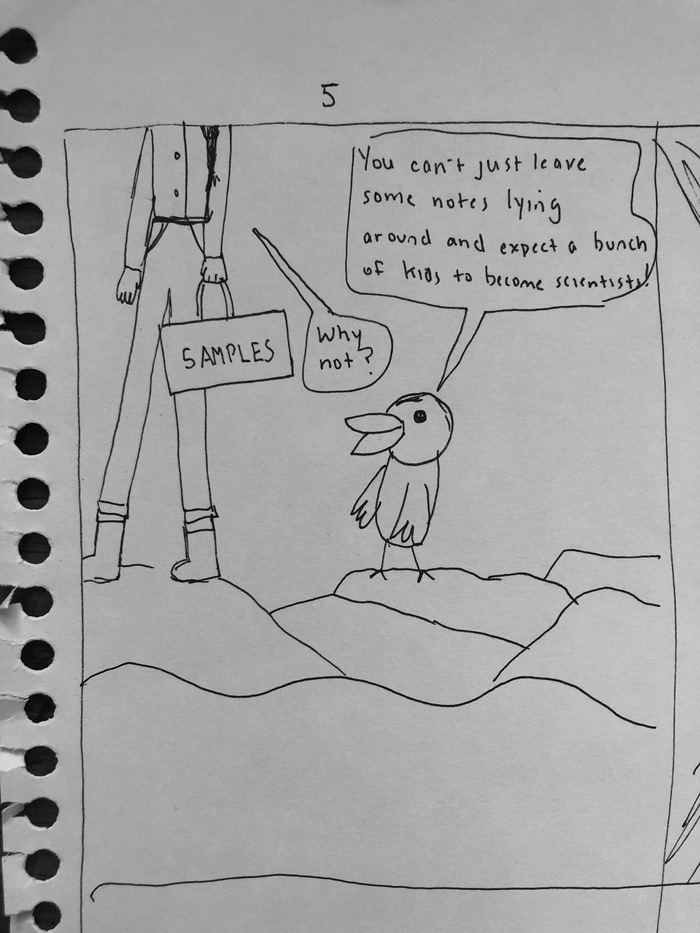 5
You can't just leave
some notes lying
around and expect a bunch
of kids to become scientists!
Why
not?
SAMPLES